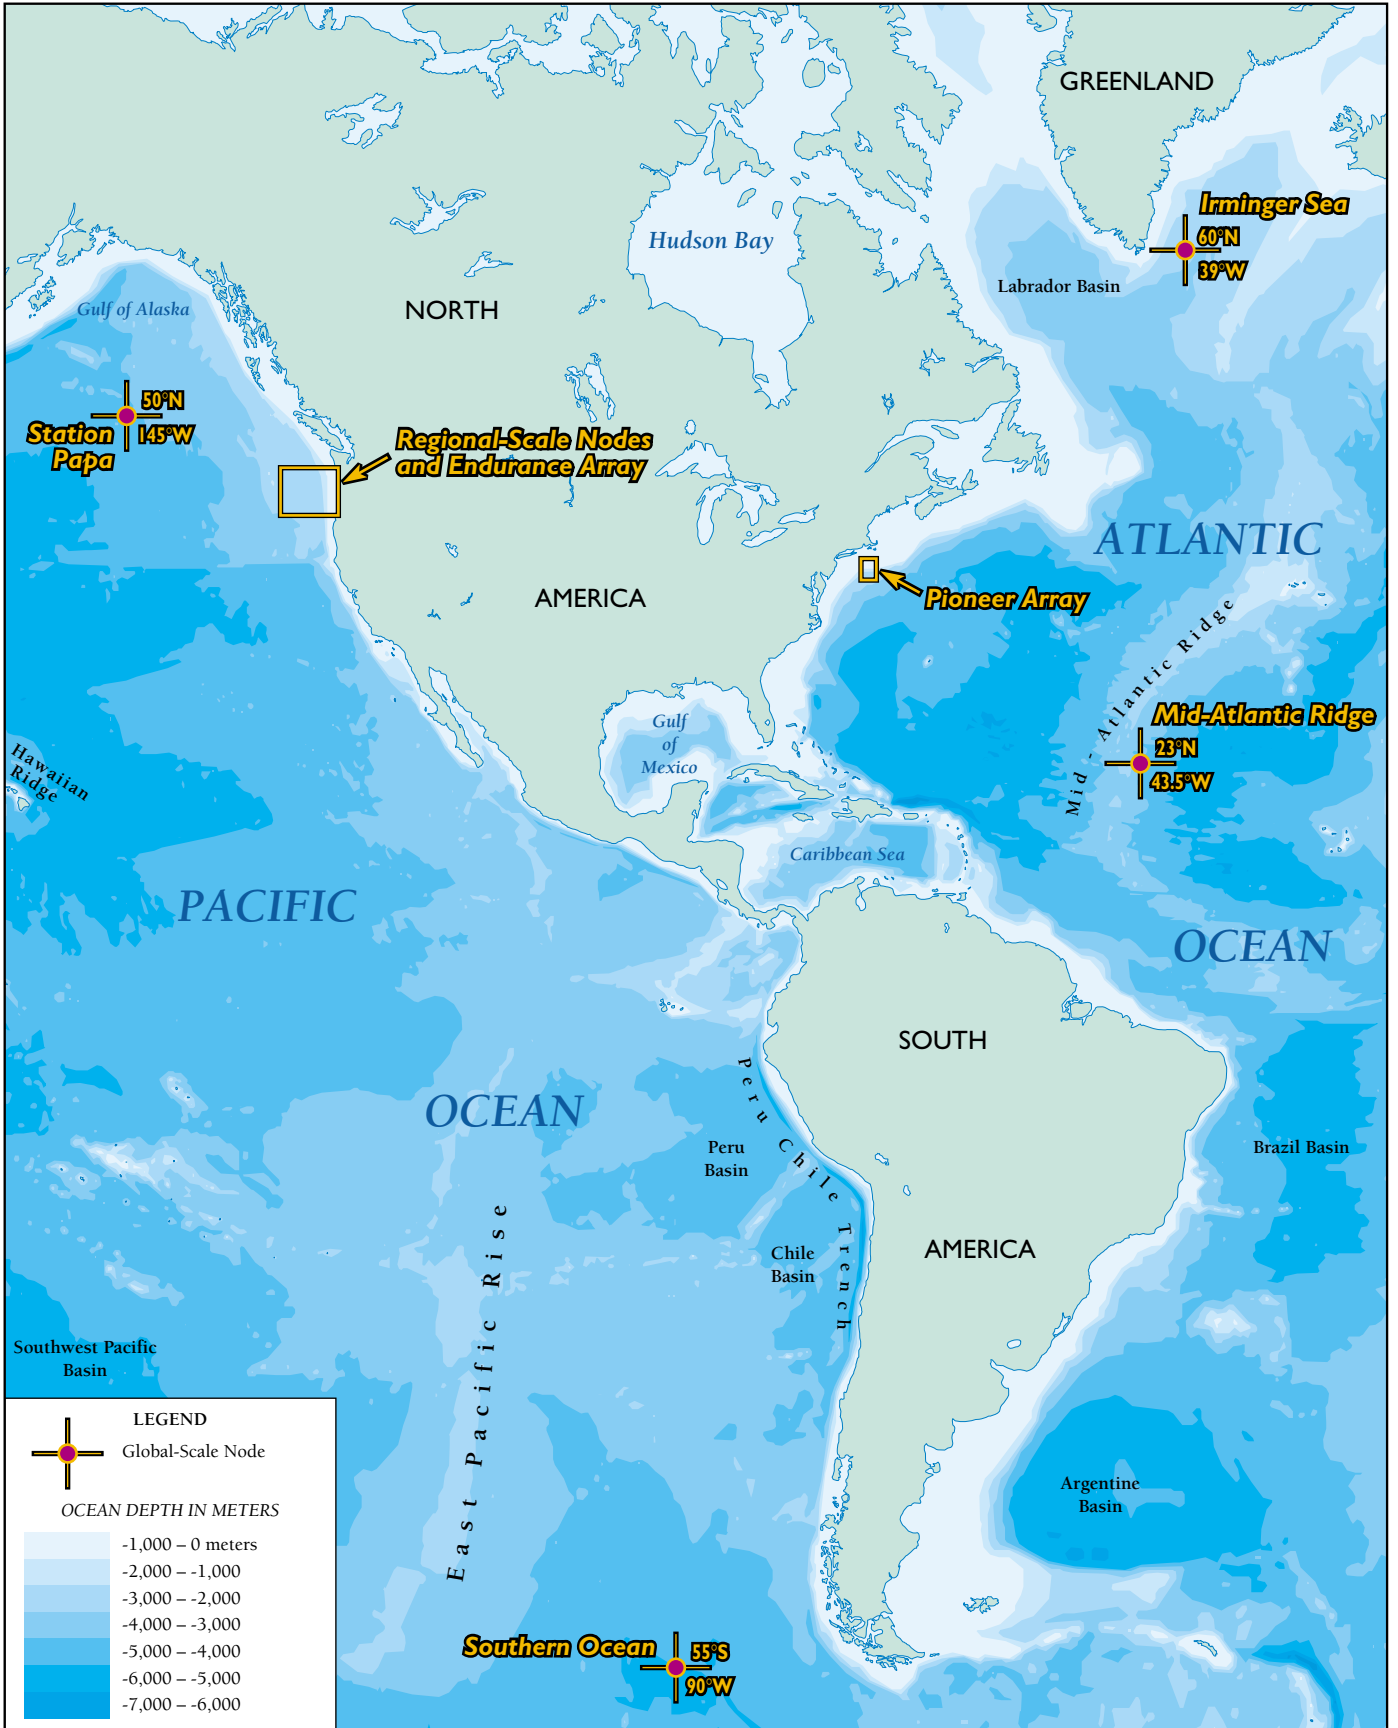 GREENLAND
Irminger Sea
60°N
39°W
Hudson Bay
Labrador Basin
Gulf of Alaska
NORTH
50°N
145°W
Station
Papa
Regional-Scale Nodes
and Endurance Array
ATLANTIC
AMERICA
Pioneer Array
Mid - Atlantic Ridge
Mid-Atlantic Ridge
23°N
43.5°W
Gulf
of
Mexico
Hawaiian
Ridge
Caribbean Sea
PACIFIC
OCEAN
SOUTH
Peru Chile Trench
OCEAN
Peru
Basin
Brazil Basin
AMERICA
Chile
Basin
East Pacific Rise
Southwest Pacific
Basin
Argentine
Basin
Southern Ocean
55°S
90°W
LEGEND
Global-Scale Node
OCEAN DEPTH IN METERS
-1,000 – 0 meters
-2,000 – -1,000
-3,000 – -2,000
-4,000 – -3,000
-5,000 – -4,000
-6,000 – -5,000
-7,000 – -6,000